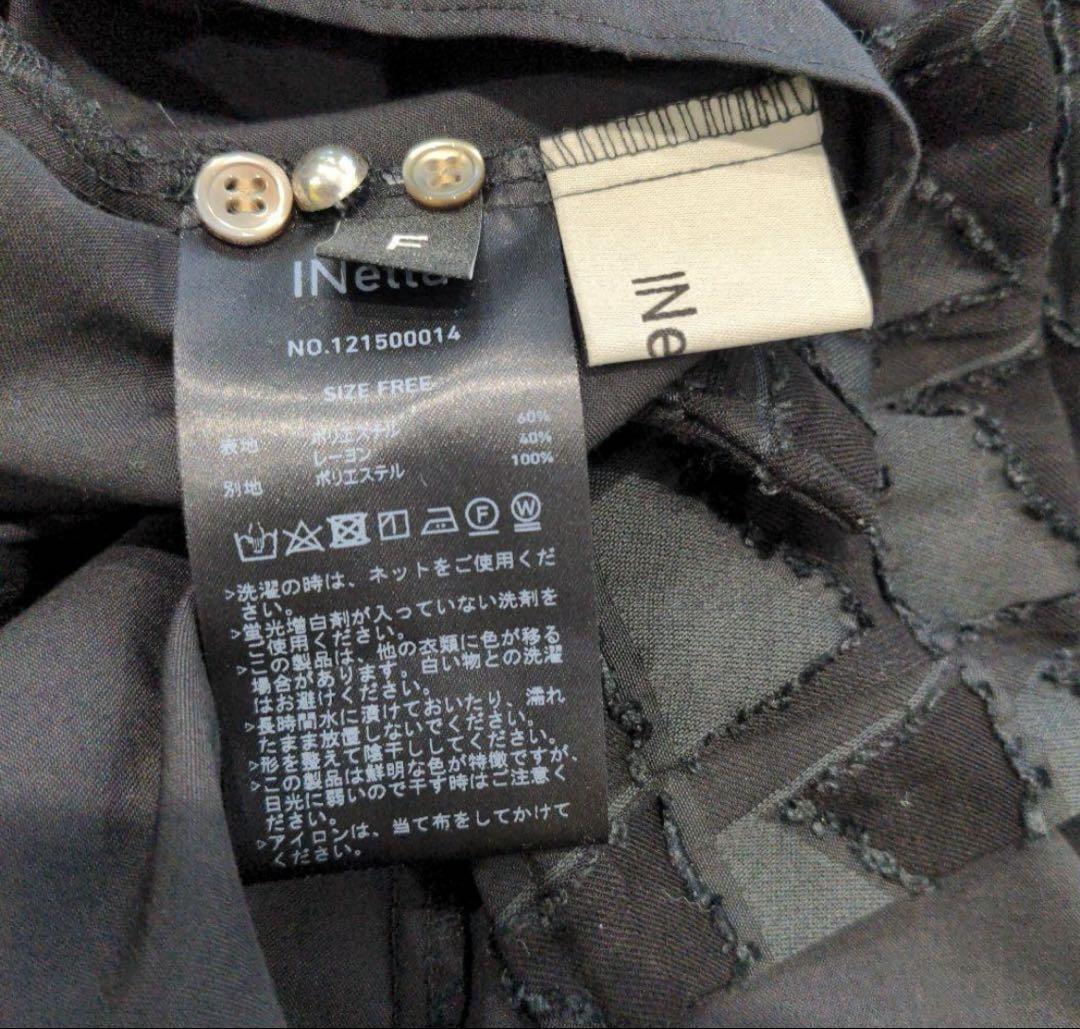 F
INe
INella
NO.121500014
SIZE FREE
表地 ポリエステル 60%
レーヨン 40%
別地 ポリエステル 100%
F W
>洗濯の時は、ネットをご使用くだ
さい。
>蛍光増白剤が入っていない洗剤を
ご使用ください。
>この製品は、他の衣類に色が移る
場合があります。白い物との洗濯
はお避けください。
>長時間水に漬けておいたり、濡れ
たまま放置しないでください。
>形を整えて陰干ししてください。
>この製品は鮮明な色が特徴ですが、
日光に弱いので干す時はご注意く
ださい。
>アイロンは、当て布をしてかけて
ください。